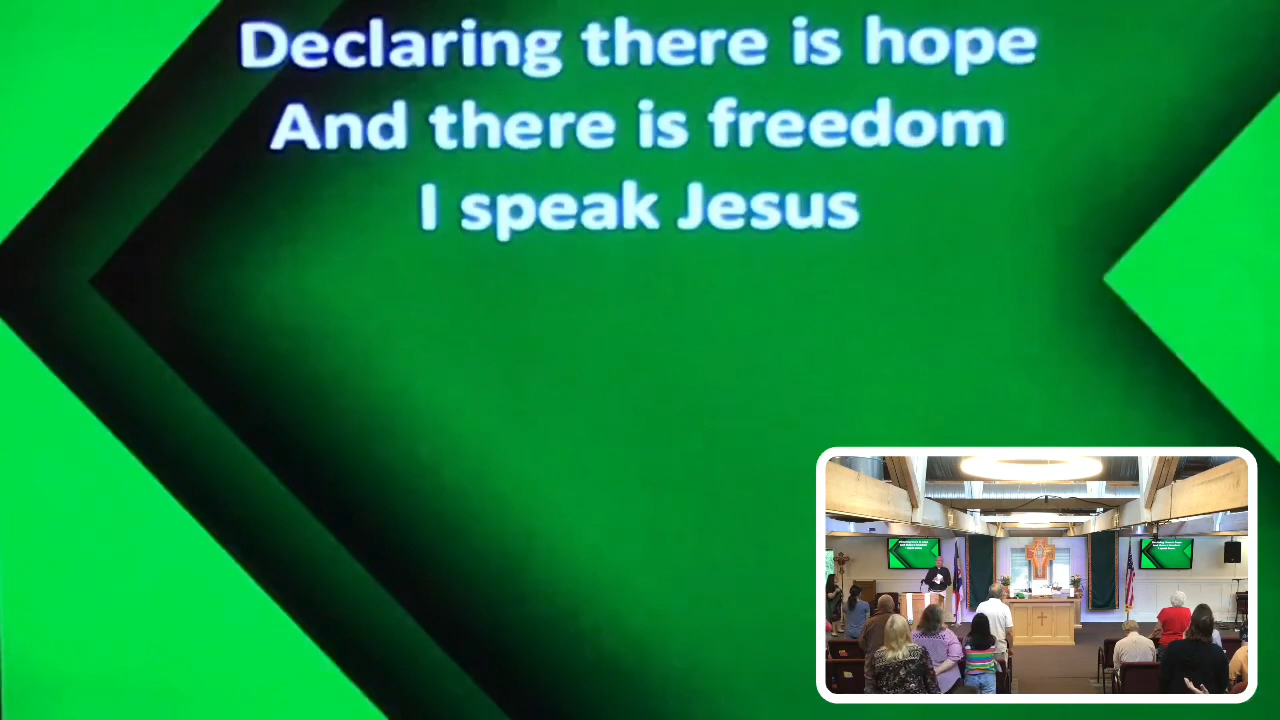 Declaring there is hope
And there is freedom
I speak Jesus